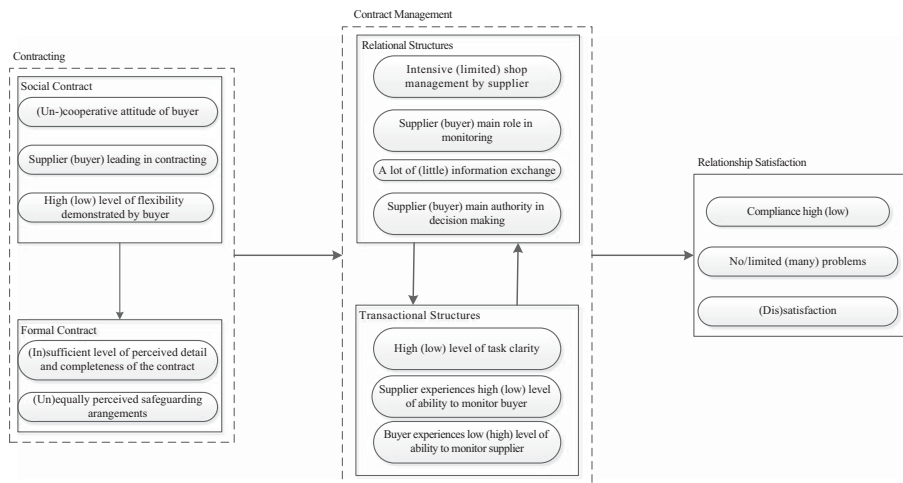 Contracting
Social Contract
(Un-)cooperative attitude of buyer
Supplier (buyer) leading in contracting
High (low) level of flexibility
demonstrated by buyer
Formal Contract
(In)sufficient level of perceived detail
and completeness of the contract
(Un)equally perceived safeguarding
arangements
Contract Management
Relational Structures
Intensive (limited) shop
management by supplier
Supplier (buyer) main role in
monitoring
A lot of (little) information exchange
Supplier (buyer) main authority in
decision making
Transactional Structures
High (low) level of task clarity
Supplier experiences high (low) level
of ability to monitor buyer
Buyer experiences low (high) level of
ability to monitor supplier
Relationship Satisfaction
Compliance high (low)
No/limited (many) problems
(Dis)satisfaction